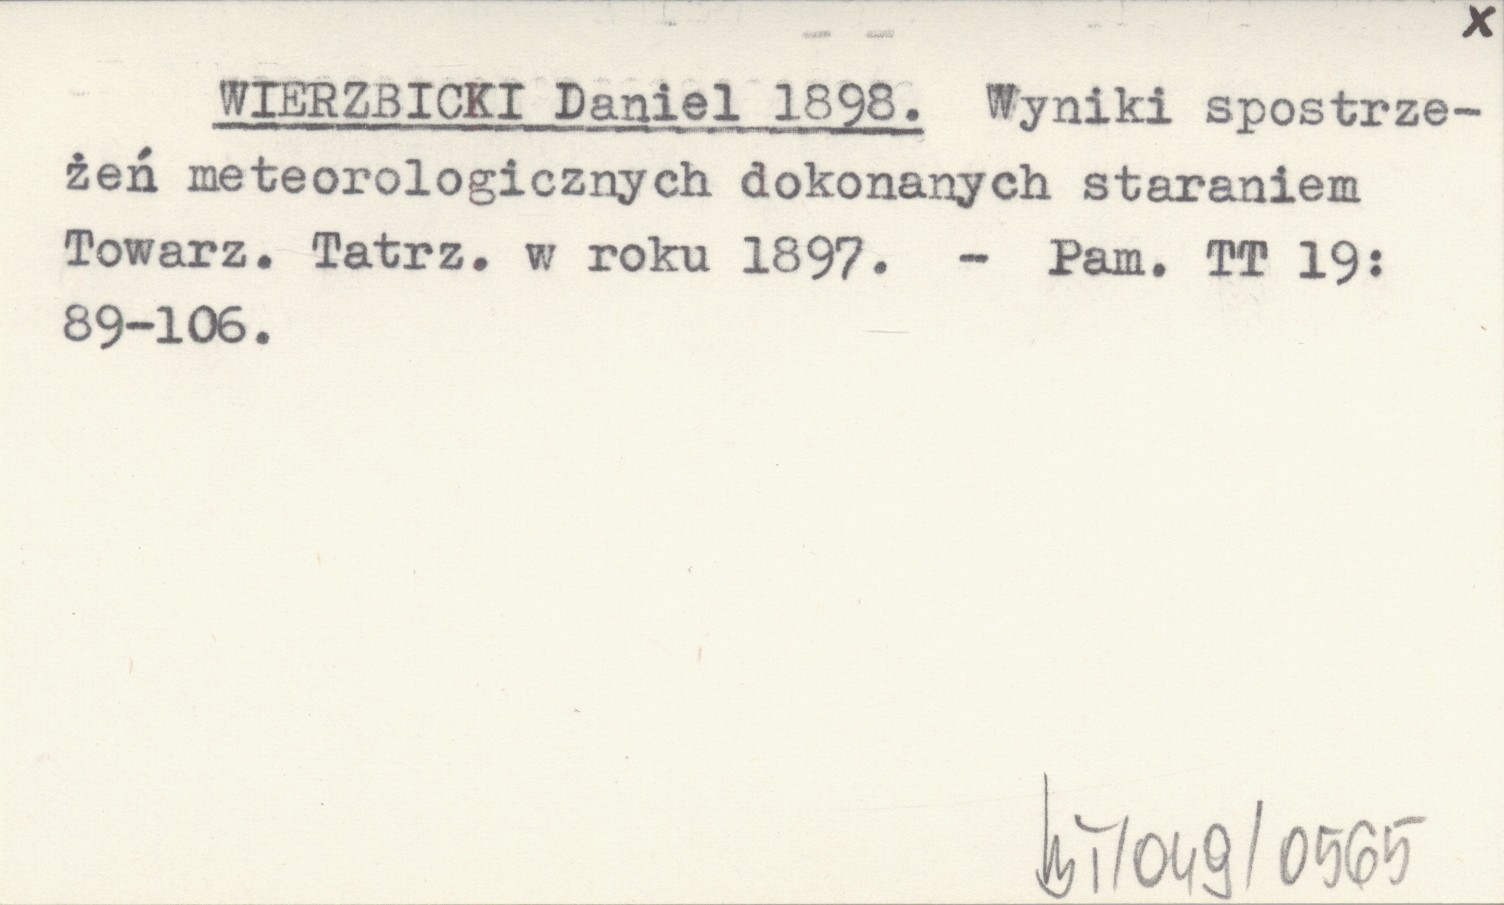 x
WIERZBICKI Daniel 1898. Wyniki spostrze-
żeń meteorologicznych dokonanych staraniem
Towarz. Tatrz. w roku 1897. - Pam. TT 19:
89-106.
/049/0565